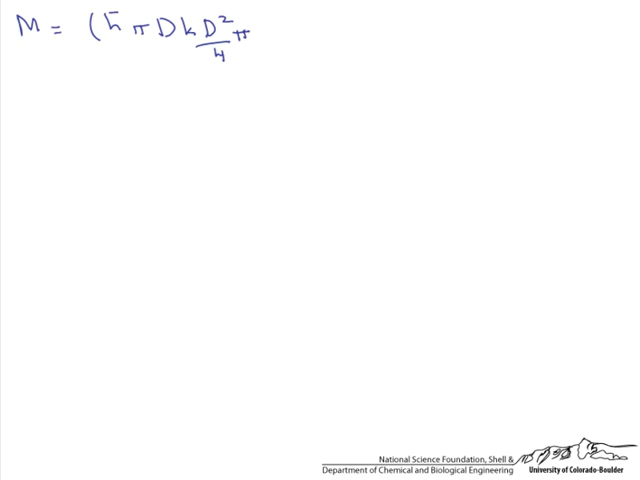 M = (h̄ π D k D²/4 π
National Science Foundation, Shell &
Department of Chemical and Biological Engineering
University of Colorado-Boulder